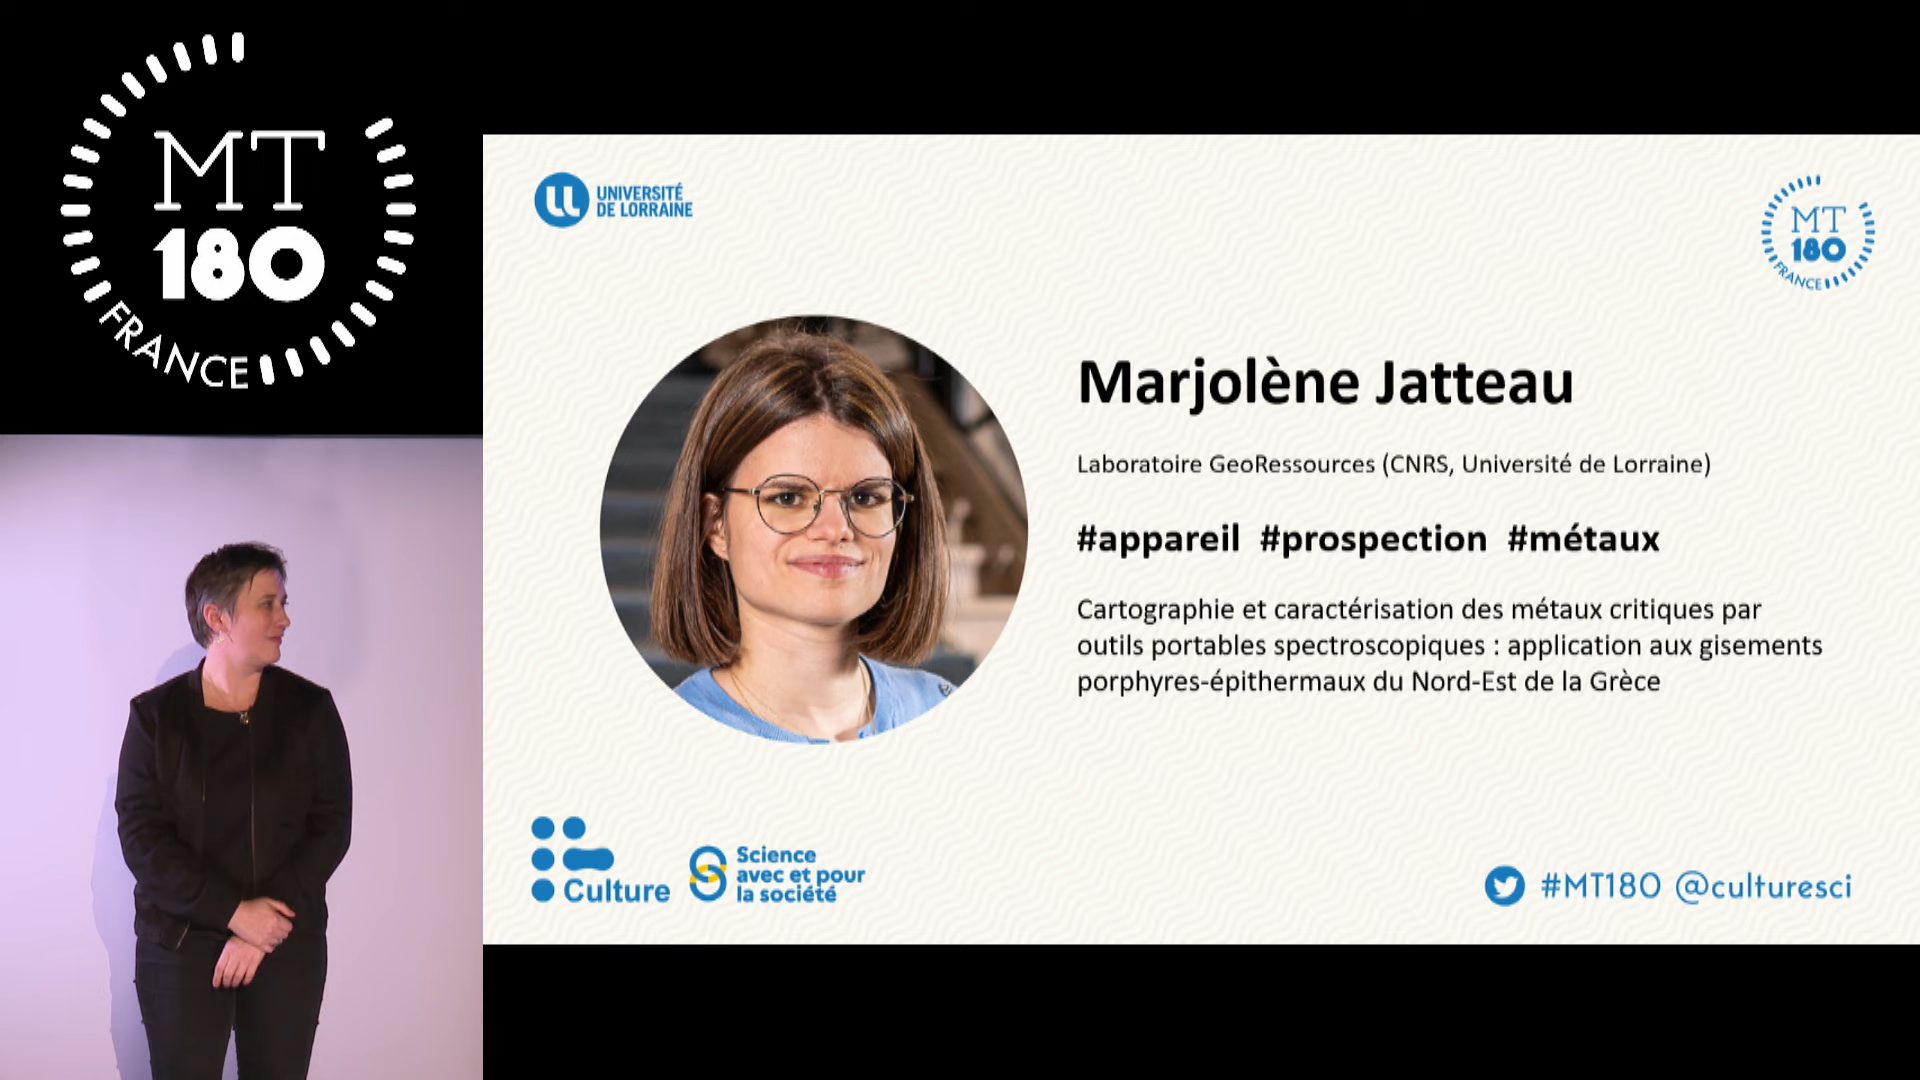 MT
180
FRANCE
UNIVERSITÉ
DE LORRAINE
MT
180
FRANCE
Marjolène Jatteau
Laboratoire GeoRessources (CNRS, Université de Lorraine)
#appareil #prospection #métaux
Cartographie et caractérisation des métaux critiques par
outils portables spectroscopiques : application aux gisements
porphyres-épithermaux du Nord-Est de la Grèce
Culture
Science
avec et pour
la société
#MT180 @culturesci